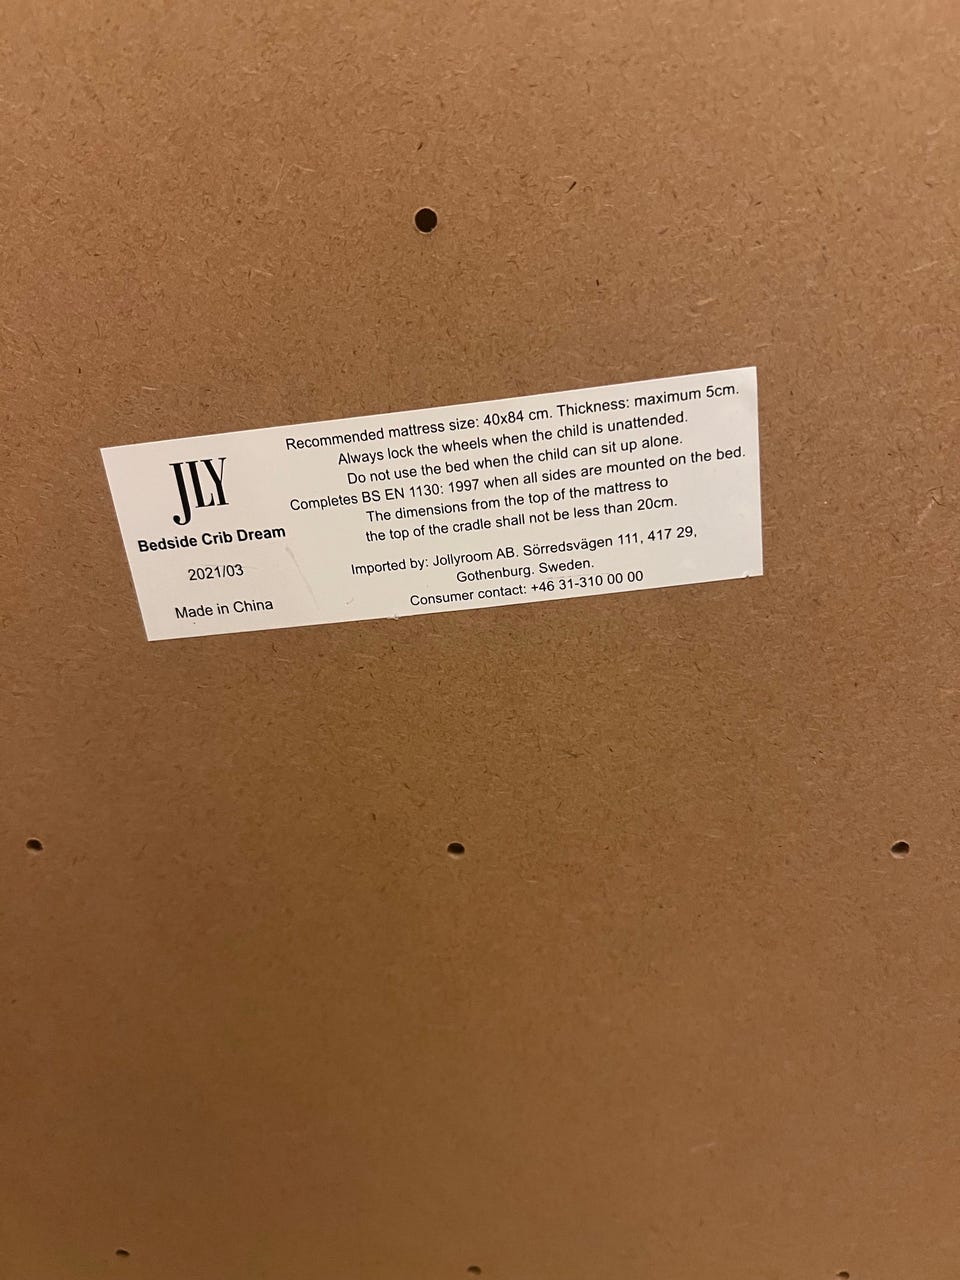 JLY
Bedside Crib Dream
2021/03
Made in China
Recommended mattress size: 40x84 cm. Thickness: maximum 5cm.
Always lock the wheels when the child is unattended.
Do not use the bed when the child can sit up alone.
Completes BS EN 1130: 1997 when all sides are mounted on the bed.
The dimensions from the top of the mattress to
the top of the cradle shall not be less than 20cm.
Imported by: Jollyroom AB. Sörredsvägen 111, 417 29,
Gothenburg. Sweden.
Consumer contact: +46 31-310 00 00